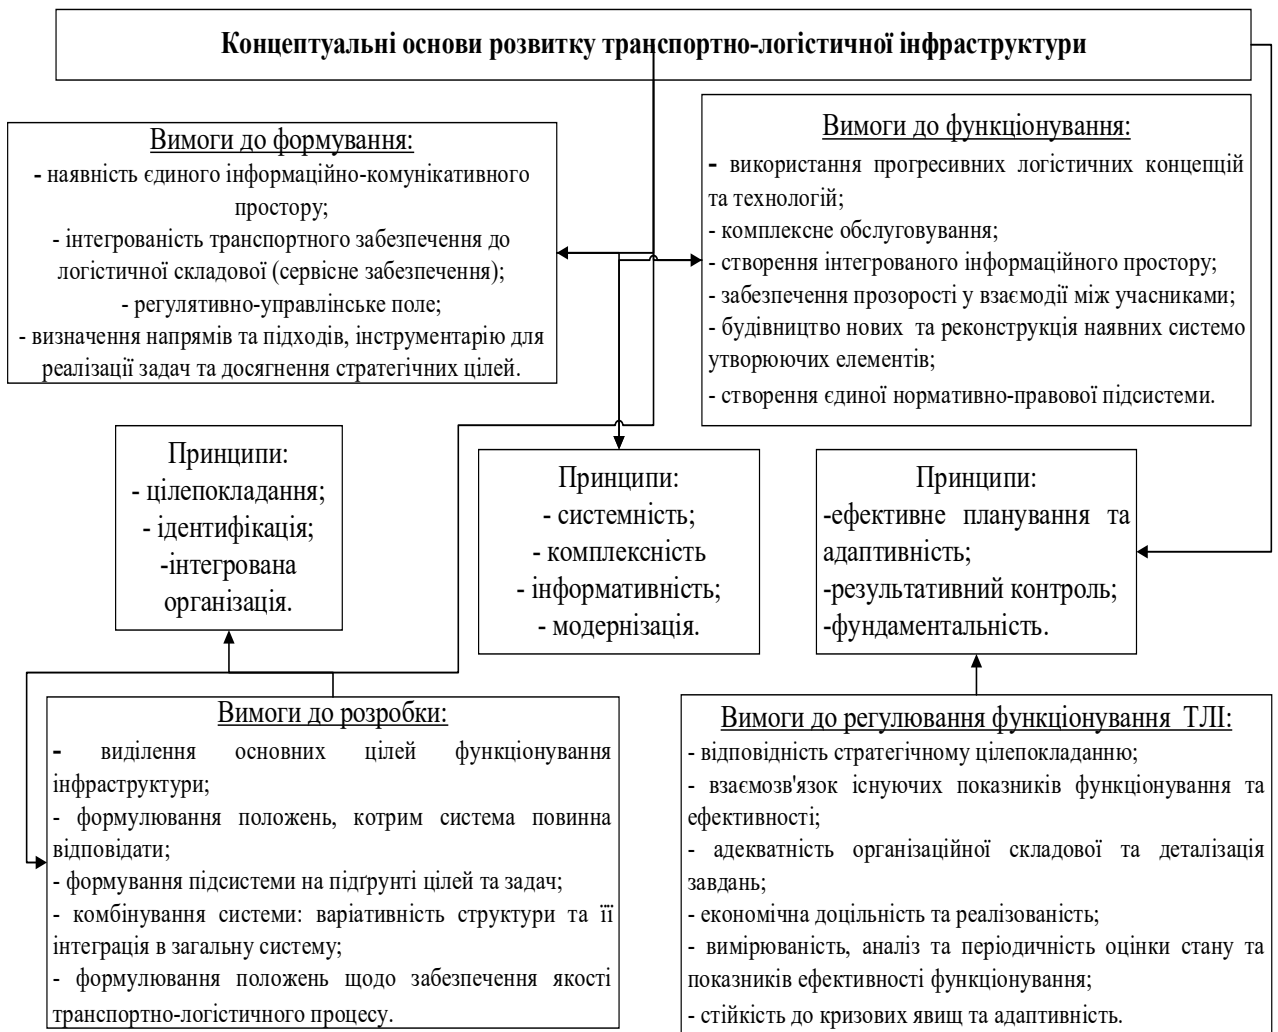 Концептуальні основи розвитку транспортно-логістичної інфраструктури
Вимоги до формування:
- наявність єдиного інформаційно-комунікативного
простору;
- інтегрованість транспортного забезпечення до
логістичної складової (сервісне забезпечення);
- регулятивно-управлінське поле;
- визначення напрямів та підходів, інструментарію для
реалізації задач та досягнення стратегічних цілей.
Вимоги до функціонування:
- використання прогресивних логістичних концепцій
та технологій;
- комплексне обслуговування;
- створення інтегрованого інформаційного простору;
- забезпечення прозорості у взаємодії між учасниками;
- будівництво нових та реконструкція наявних системо
утворюючих елементів;
- створення єдиної нормативно-правової підсистеми.
Принципи:
- цілепокладання;
- ідентифікація;
-інтегрована
організація.
Принципи:
- системність;
- комплексність
- інформативність;
- модернізація.
Принципи:
-ефективне планування та
адаптивність;
-результативний контроль;
-фундаментальність.
Вимоги до розробки:
- виділення основних цілей функціонування
інфраструктури;
- формулювання положень, котрим система повинна
відповідати;
- формування підсистеми на підґрунті цілей та задач;
- комбінування системи: варіативність структури та її
інтеграція в загальну систему;
- формулювання положень щодо забезпечення якості
транспортно-логістичного процесу.
Вимоги до регулювання функціонування ТЛІ:
- відповідність стратегічному цілепокладанню;
- взаємозв'язок існуючих показників функціонування та
ефективності;
- адекватність організаційної складової та деталізація
завдань;
- економічна доцільність та реалізованість;
- вимірюваність, аналіз та періодичність оцінки стану та
показників ефективності функціонування;
- стійкість до кризових явищ та адаптивність.